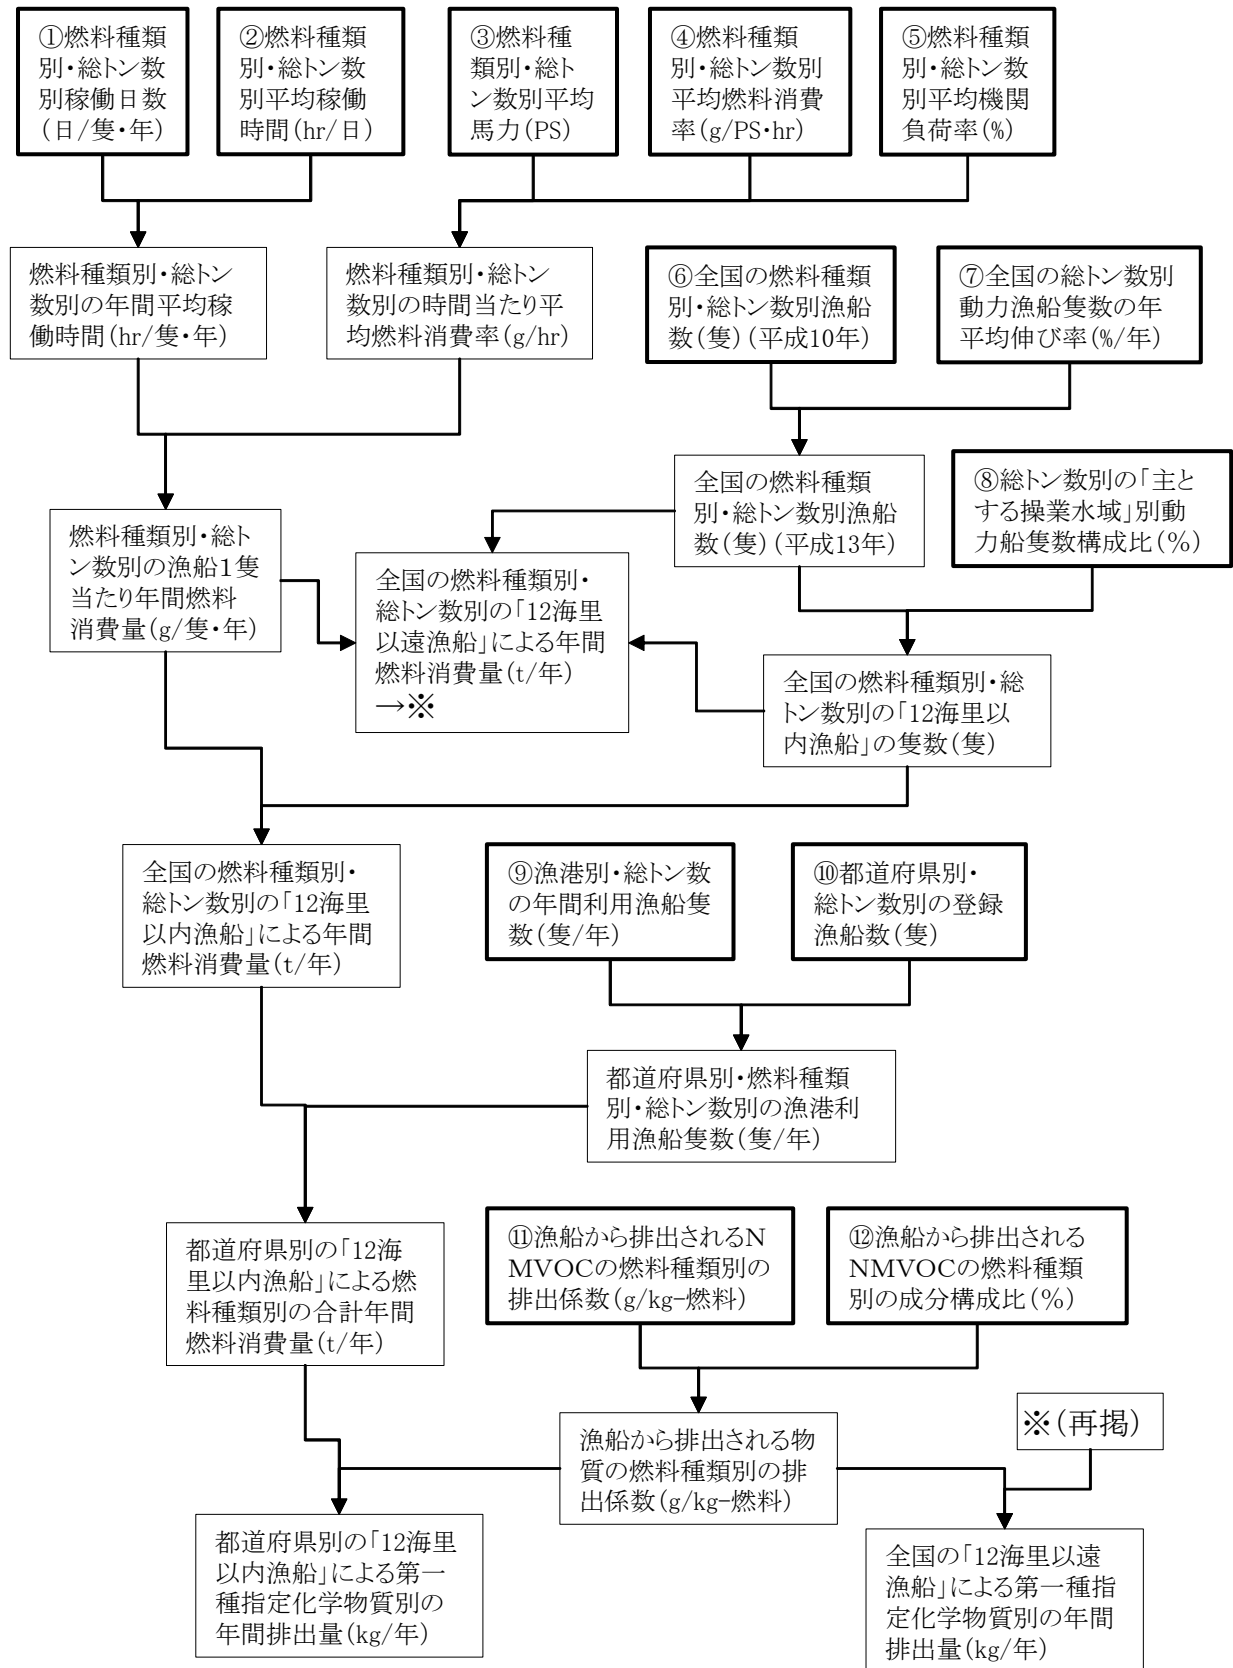 ①燃料種類
別・総トン数
別稼働日数
(日/隻・年)
②燃料種類
別・総トン数
別平均稼働
時間(hr/日)
③燃料種
類別・総ト
ン数別平均
馬力(PS)
④燃料種類
別・総トン数別
平均燃料消費
率(g/PS・hr)
⑤燃料種類
別・総トン数
別平均機関
負荷率(%)
燃料種類別・総トン
数別の年間平均稼
働時間(hr/隻・年)
燃料種類別・総トン
数別の時間当たり平
均燃料消費率(g/hr)
⑥全国の燃料種類
別・総トン数別漁船
数(隻)(平成10年)
⑦全国の総トン数別
動力漁船隻数の年
平均伸び率(%/年)
全国の燃料種類
別・総トン数別漁船
数(隻)(平成13年)
⑧総トン数別の「主と
する操業水域」別動
力船隻数構成比(%)
燃料種類別・総ト
ン数別の漁船1隻
当たり年間燃料
消費量(g/隻・年)
全国の燃料種類別・
総トン数別の「12海里
以遠漁船」による年間
燃料消費量(t/年)
→※
全国の燃料種類別・総
トン数別の「12海里以
内漁船」の隻数(隻)
全国の燃料種類別・
総トン数別の「12海里
以内漁船」による年間
燃料消費量(t/年)
⑨漁港別・総トン数
の年間利用漁船隻
数(隻/年)
⑩都道府県別・
総トン数別の登録
漁船数(隻)
都道府県別・燃料種類
別・総トン数別の漁港利
用漁船隻数(隻/年)
都道府県別の「12海
里以内漁船」による燃
料種類別の合計年間
燃料消費量(t/年)
⑪漁船から排出されるN
MVOCの燃料種類別の
排出係数(g/kg-燃料)
⑫漁船から排出される
NMVOCの燃料種類
別の成分構成比(%)
漁船から排出される物
質の燃料種類別の排
出係数(g/kg-燃料)
※(再掲)
都道府県別の「12海里
以内漁船」による第一
種指定化学物質別の
年間排出量(kg/年)
全国の「12海里以遠
漁船」による第一種指
定化学物質別の年間
排出量(kg/年)